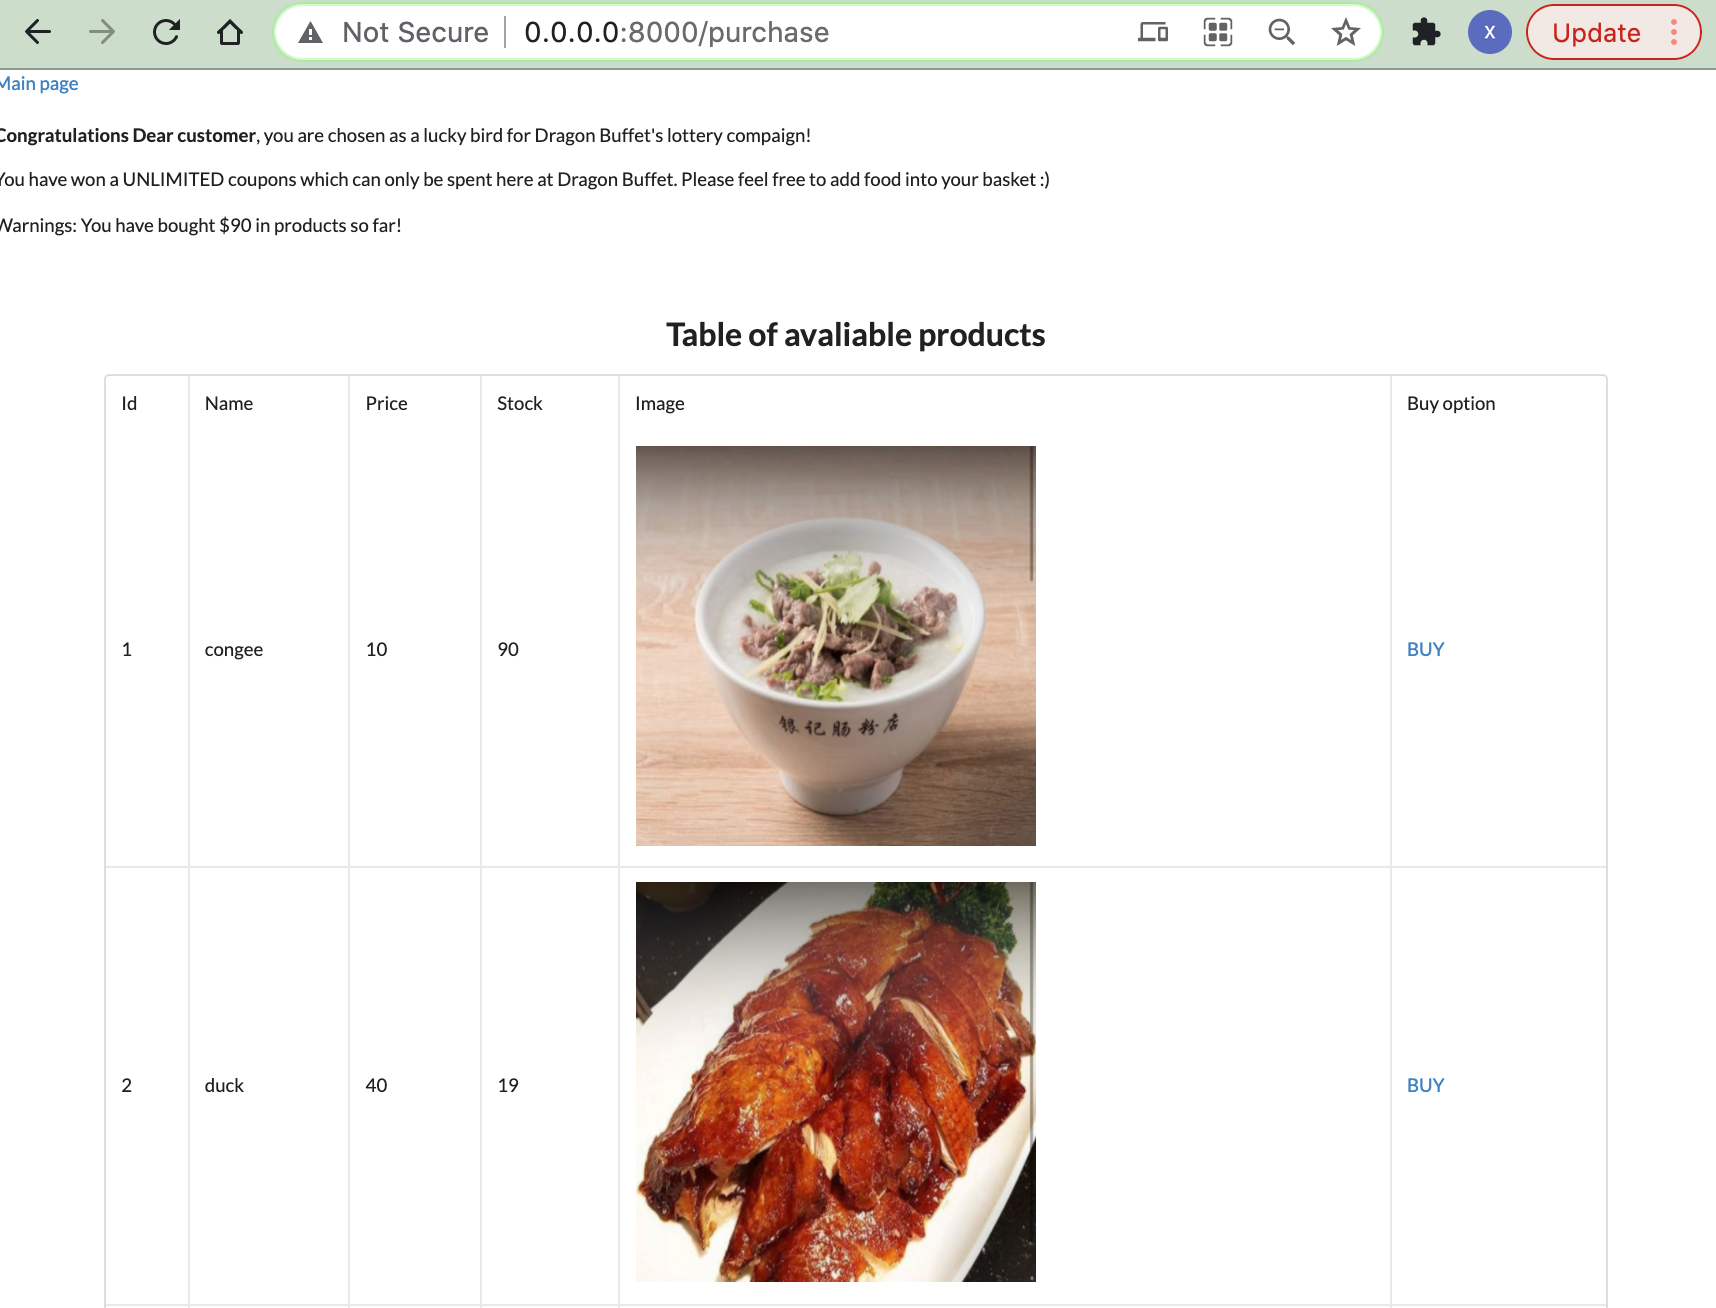 Not Secure | 0.0.0.0:8000/purchase
X
Update
Main page
Congratulations Dear customer, you are chosen as a lucky bird for Dragon Buffet's lottery compaign!
You have won a UNLIMITED coupons which can only be spent here at Dragon Buffet. Please feel free to add food into your basket :)
Warnings: You have bought $90 in products so far!
Table of avaliable products
Id Name Price Stock Image Buy option
银记肠粉店
1 congee 10 90 BUY
2 duck 40 19 BUY